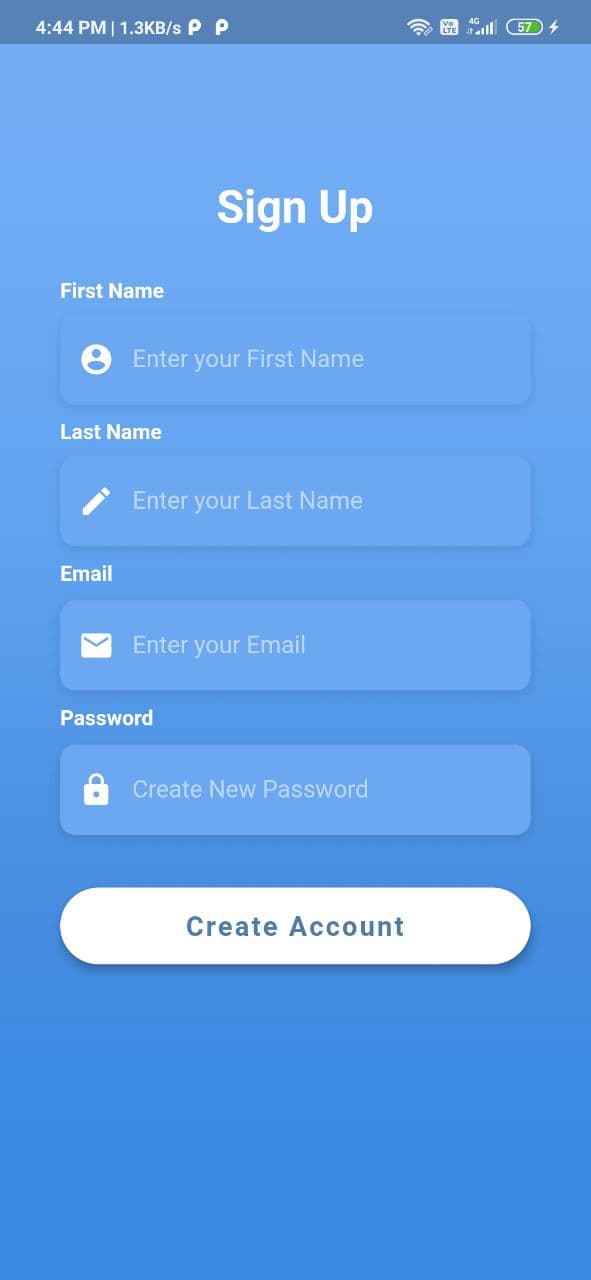 4:44 PM | 1.3KB/s
Vo LTE 4G 57
Sign Up
First Name
Enter your First Name
Last Name
Enter your Last Name
Email
Enter your Email
Password
Create New Password
Create Account